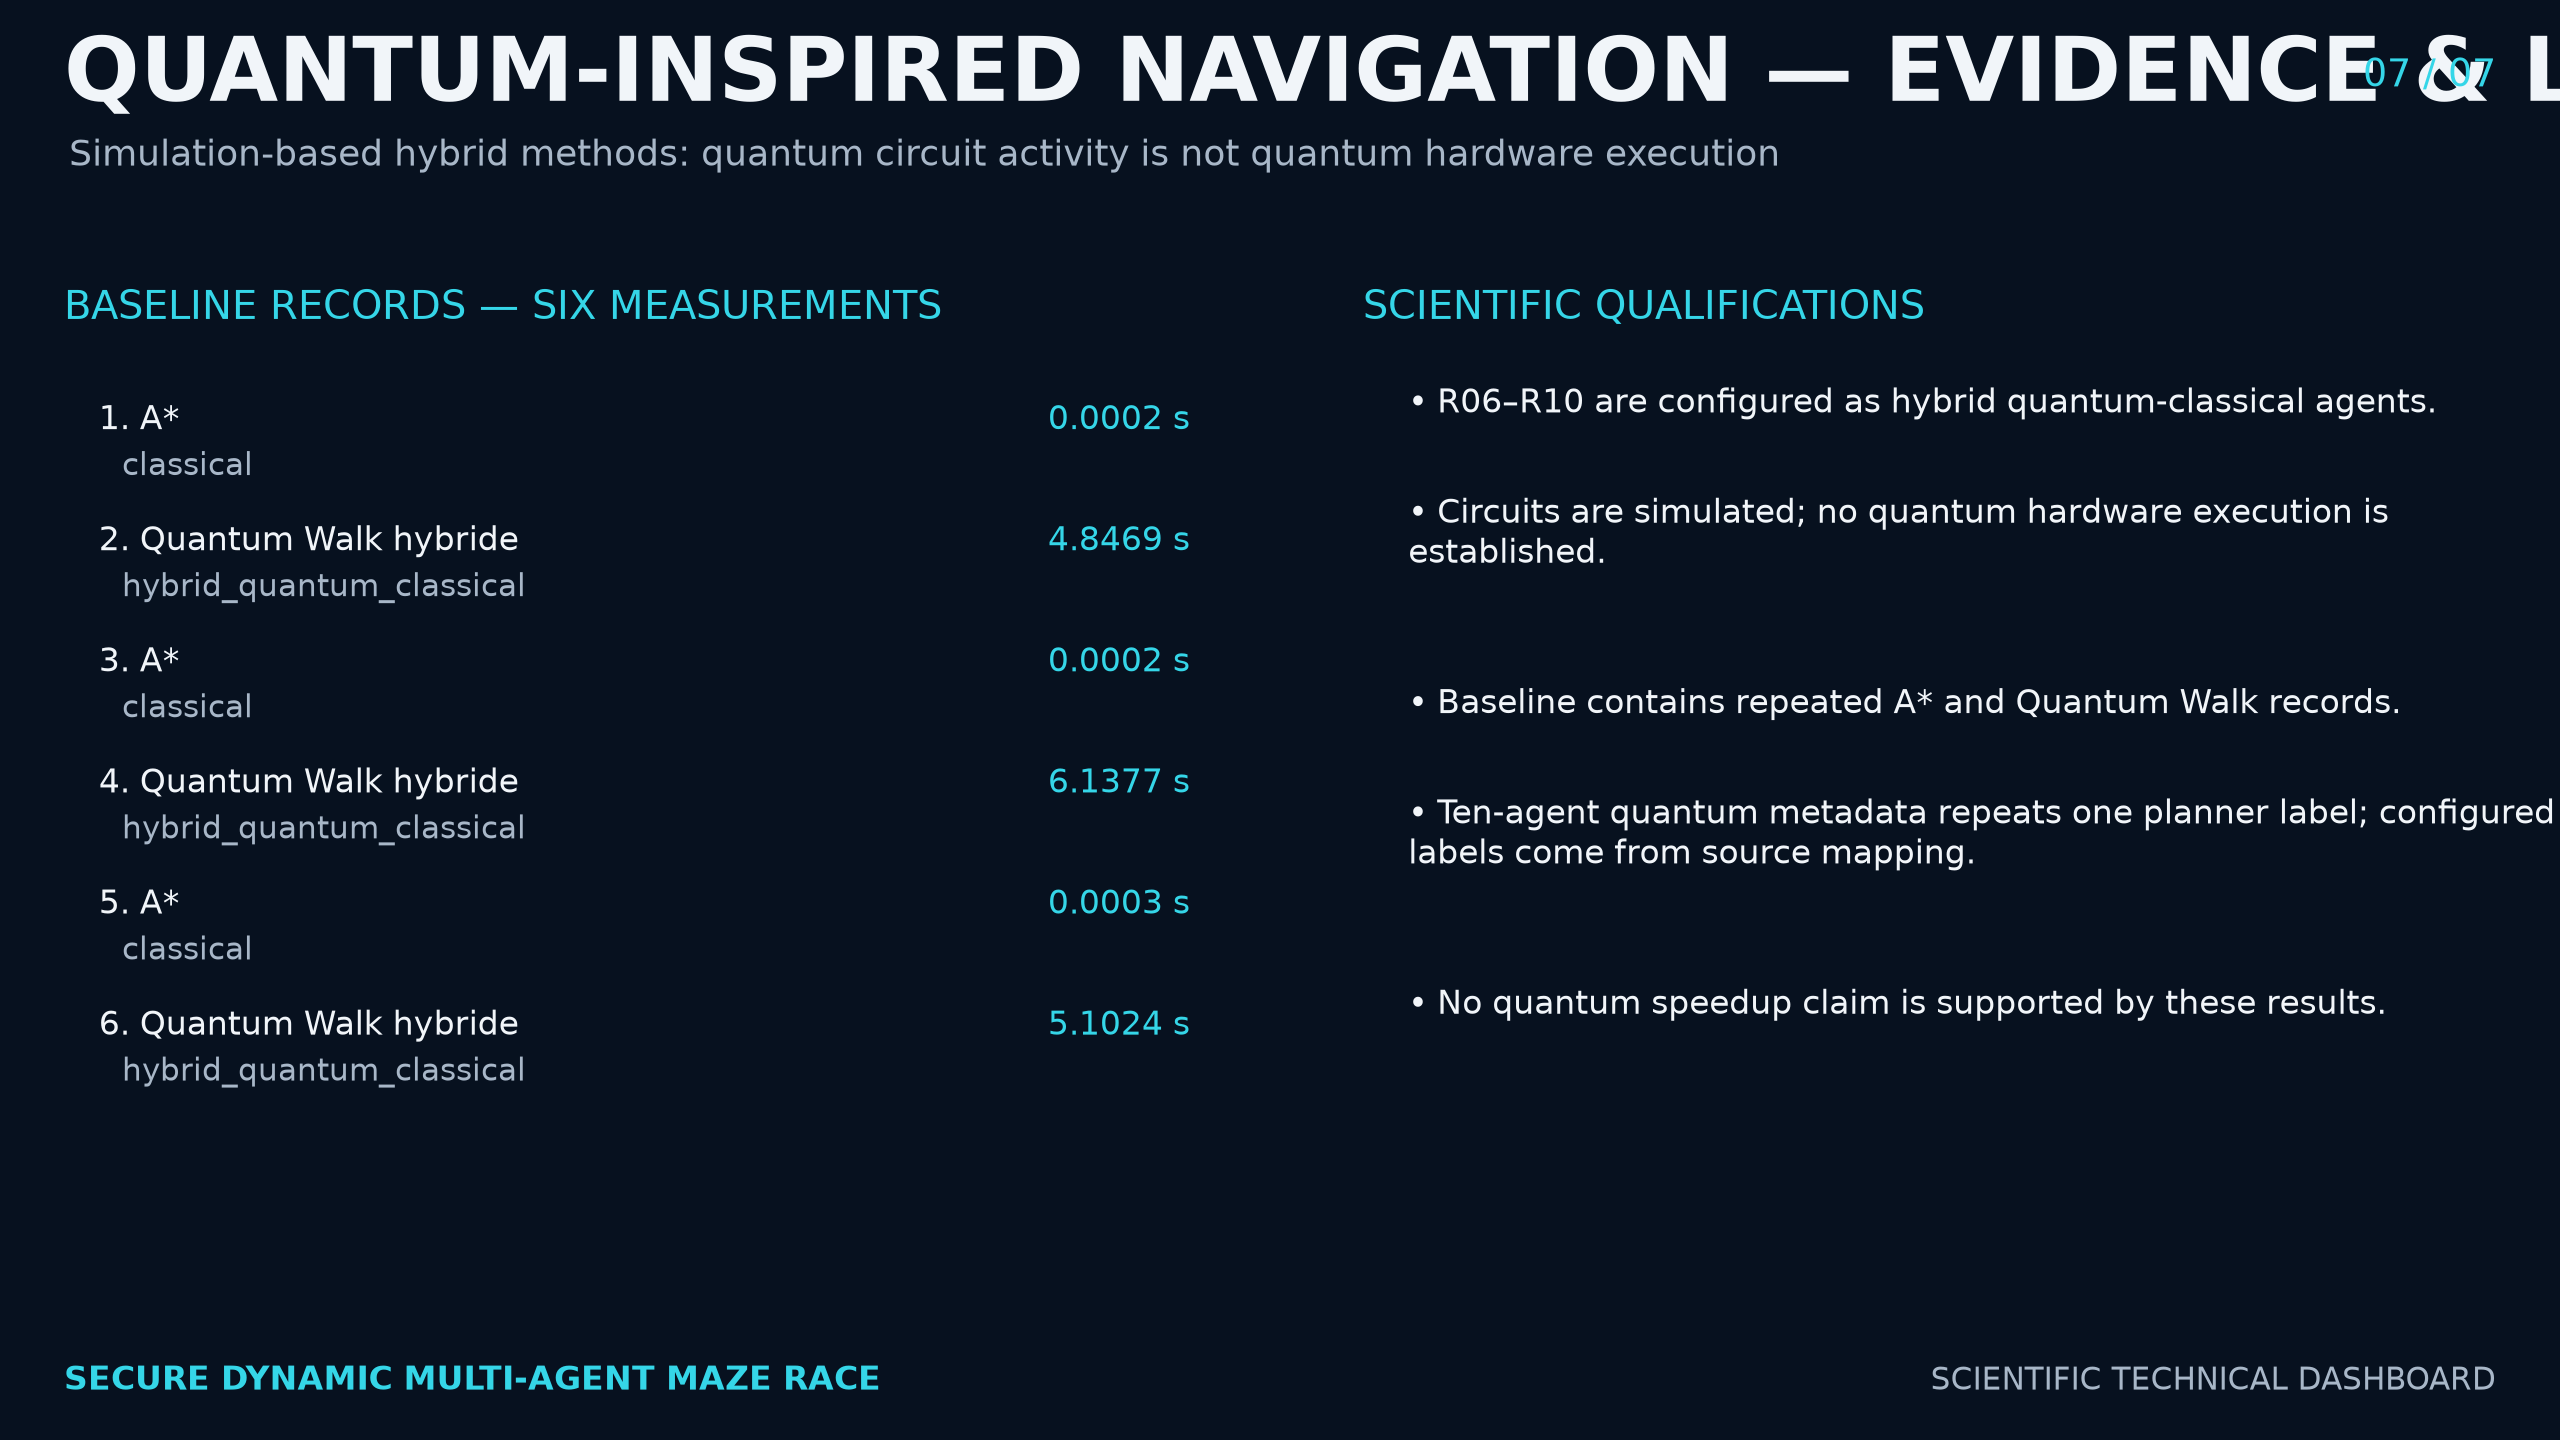 QUANTUM-INSPIRED NAVIGATION — EVIDENCE & L
07 / 07
Simulation-based hybrid methods: quantum circuit activity is not quantum hardware execution
BASELINE RECORDS — SIX MEASUREMENTS
1. A* 0.0002 s
classical
2. Quantum Walk hybride 4.8469 s
hybrid_quantum_classical
3. A* 0.0002 s
classical
4. Quantum Walk hybride 6.1377 s
hybrid_quantum_classical
5. A* 0.0003 s
classical
6. Quantum Walk hybride 5.1024 s
hybrid_quantum_classical
SCIENTIFIC QUALIFICATIONS
• R06–R10 are configured as hybrid quantum-classical agents.
• Circuits are simulated; no quantum hardware execution is
established.
• Baseline contains repeated A* and Quantum Walk records.
• Ten-agent quantum metadata repeats one planner label; configured
labels come from source mapping.
• No quantum speedup claim is supported by these results.
SECURE DYNAMIC MULTI-AGENT MAZE RACE
SCIENTIFIC TECHNICAL DASHBOARD